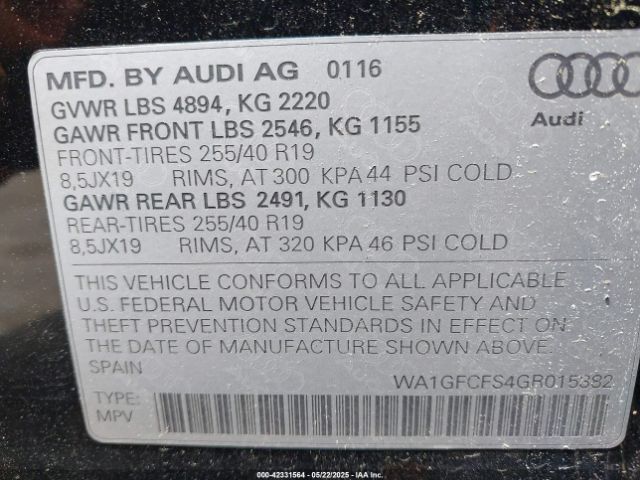 MFD. BY AUDI AG 0116
GVWR LBS 4894, KG 2220
GAWR FRONT LBS 2546, KG 1155
FRONT-TIRES 255/40 R19
8,5JX19 RIMS, AT 300 KPA 44 PSI COLD
GAWR REAR LBS 2491, KG 1130
REAR-TIRES 255/40 R19
8,5JX19 RIMS, AT 320 KPA 46 PSI COLD
Audi
THIS VEHICLE CONFORMS TO ALL APPLICABLE
U.S. FEDERAL MOTOR VEHICLE SAFETY AND
THEFT PREVENTION STANDARDS IN EFFECT ON
THE DATE OF MANUFACTURE SHOWN ABOVE.
SPAIN
WA1GFCFS4GR015392
TYPE:
MPV
000-42331564 - 05/22/2025 - IAA Inc.